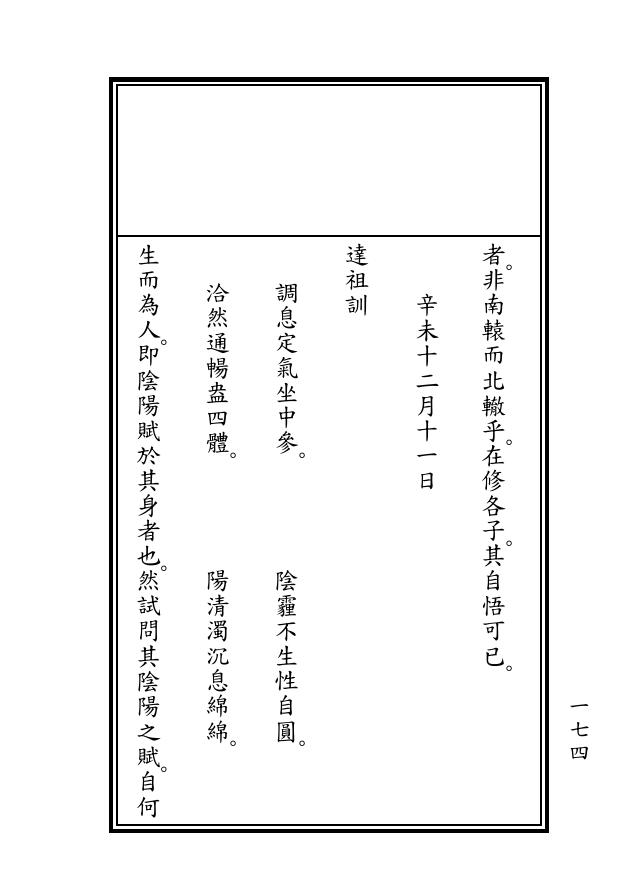 者。非南轅而北轍乎。在修各子。其自悟可已。
辛未十二月十一日
達祖訓
調息定氣坐中參。　陰霾不生性自圓。
洽然通暢盎四體。　陽清濁沉息綿綿。
生而為人。即陰陽賦於其身者也。然試問其陰陽之賦。自何
一七四